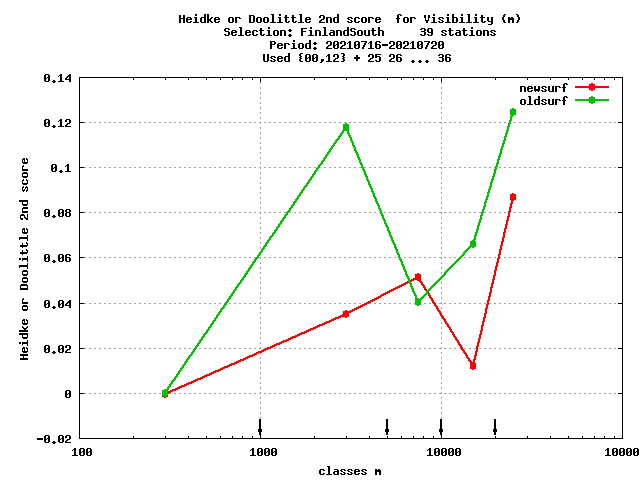 Heidke or Doolittle 2nd score  for Visibility (m)
Selection: FinlandSouth     39 stations
Period: 20210716-20210720
Used {00,12} + 25 26 ... 36
newsurf
oldsurf
0.14
0.12
0.1
0.08
0.06
0.04
0.02
0
-0.02
Heidke or Doolittle 2nd score
100
1000
10000
10000
classes m